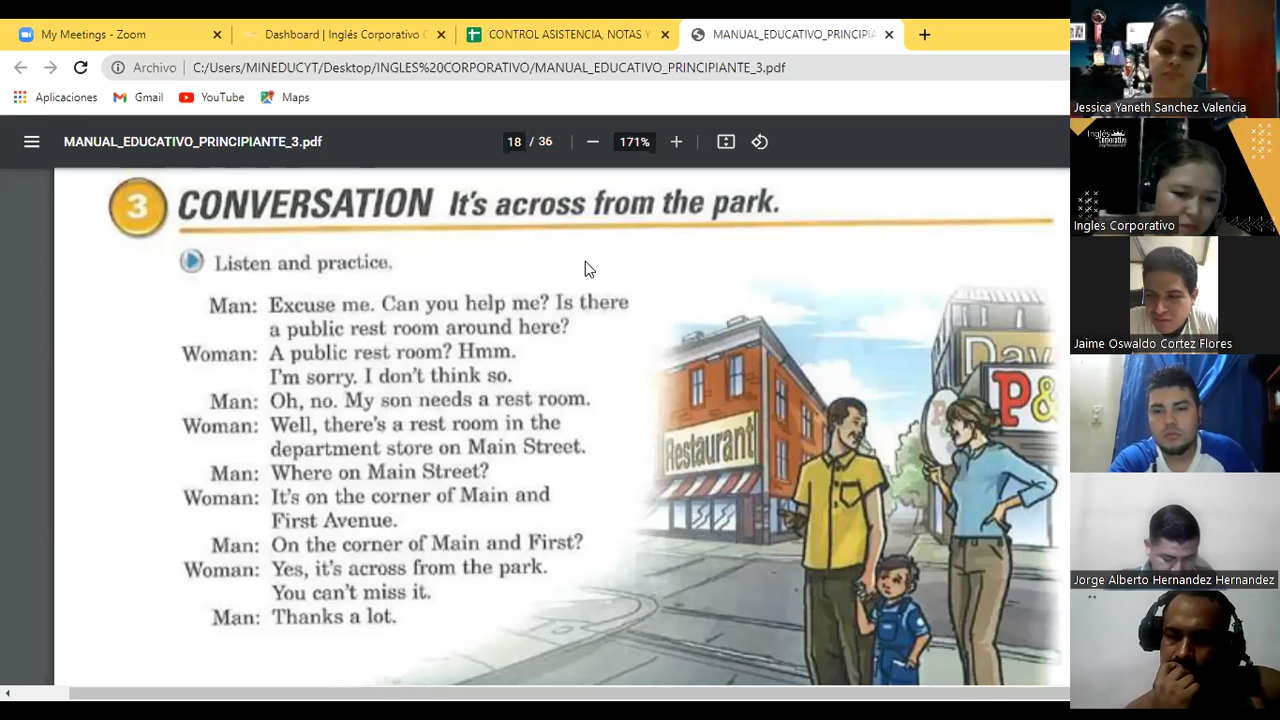 My Meetings - Zoom
Dashboard | Inglés Corporativo C
CONTROL ASISTENCIA, NOTAS Y
MANUAL_EDUCATIVO_PRINCIPIA
Archivo
C:/Users/MINEDUCYT/Desktop/INGLES%20CORPORATIVO/MANUAL_EDUCATIVO_PRINCIPIANTE_3.pdf
Aplicaciones
Gmail
YouTube
Maps
MANUAL_EDUCATIVO_PRINCIPIANTE_3.pdf
18 / 36
171%
3 CONVERSATION It's across from the park.
Listen and practice.
Man: Excuse me. Can you help me? Is there
a public rest room around here?
Woman: A public rest room? Hmm.
I'm sorry. I don't think so.
Man: Oh, no. My son needs a rest room.
Woman: Well, there's a rest room in the
department store on Main Street.
Man: Where on Main Street?
Woman: It's on the corner of Main and
First Avenue.
Man: On the corner of Main and First?
Woman: Yes, it's across from the park.
You can't miss it.
Man: Thanks a lot.
Restaurant
Dav
P&
P
Jessica Yaneth Sanchez Valencia
Inglés
Corporativo
Ingles Corporativo
Jaime Oswaldo Cortez Flores
Jorge Alberto Hernandez Hernandez